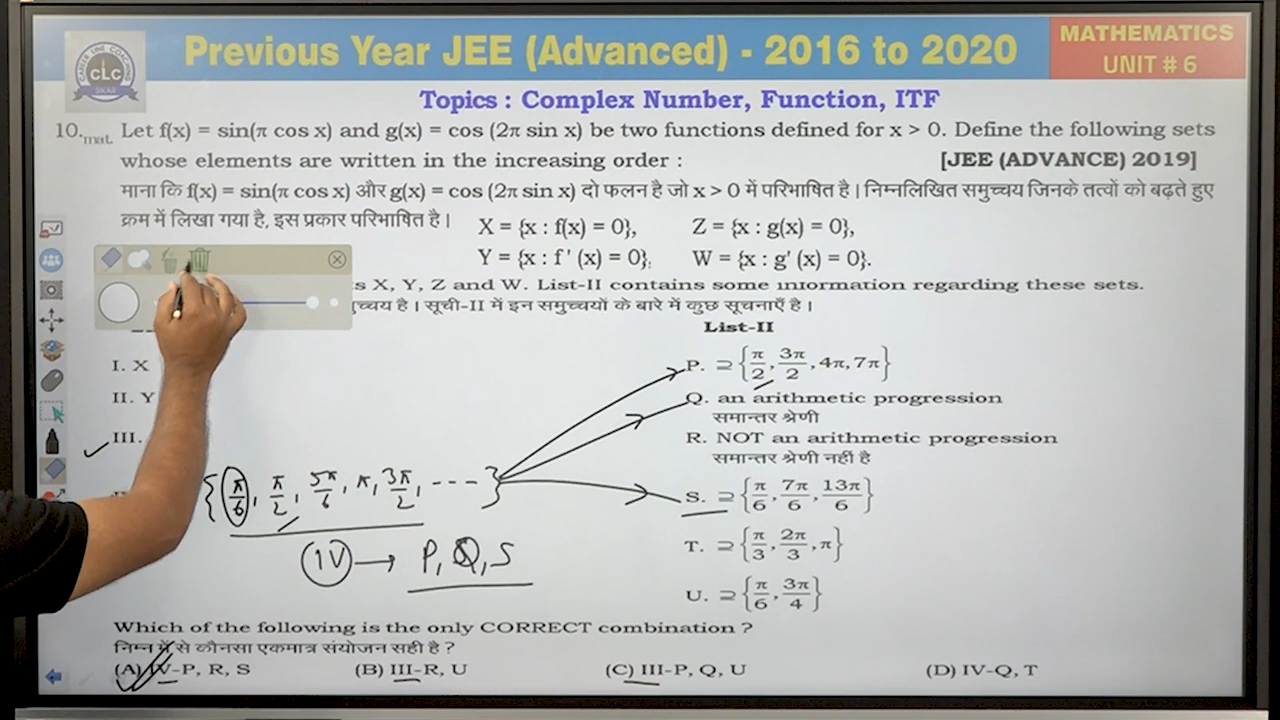 Previous Year JEE (Advanced) - 2016 to 2020
MATHEMATICS
UNIT # 6
CLC
Topics : Complex Number, Function, ITF
10.mat. Let f(x) = sin(π cos x) and g(x) = cos (2π sin x) be two functions defined for x > 0. Define the following sets
whose elements are written in the increasing order : [JEE (ADVANCE) 2019]
माना कि f(x) = sin(π cos x) और g(x) = cos (2π sin x) दो फलन है जो x > 0 में परिभाषित है। निम्नलिखित समुच्चय जिनके तत्वों को बढ़ते हुए
क्रम में लिखा गया है, इस प्रकार परिभाषित है।
X = {x : f(x) = 0}, Z = {x : g(x) = 0},
Y = {x : f ' (x) = 0}, W = {x : g' (x) = 0}.
s X, Y, Z and W. List-II contains some information regarding these sets.
च्चय है। सूची-II में इन समुच्चयों के बारे में कुछ सूचनाएँ है।
List-II
I. X
P. ⊇ {π/2, 3π/2, 4π, 7π}
II. Y
Q. an arithmetic progression
समान्तर श्रेणी
III.
R. NOT an arithmetic progression
समान्तर श्रेणी नहीं है
{π/6, π/2, 5π/6, π, 3π/2, ---- }
S. ⊇ {π/6, 7π/6, 13π/6}
IV → P, Q, S
T. ⊇ {π/3, 2π/3, π}
U. ⊇ {π/6, 3π/4}
Which of the following is the only CORRECT combination ?
निम्न में से कौनसा एकमात्र संयोजन सही है ?
(A) IV-P, R, S (B) III-R, U (C) III-P, Q, U (D) IV-Q, T